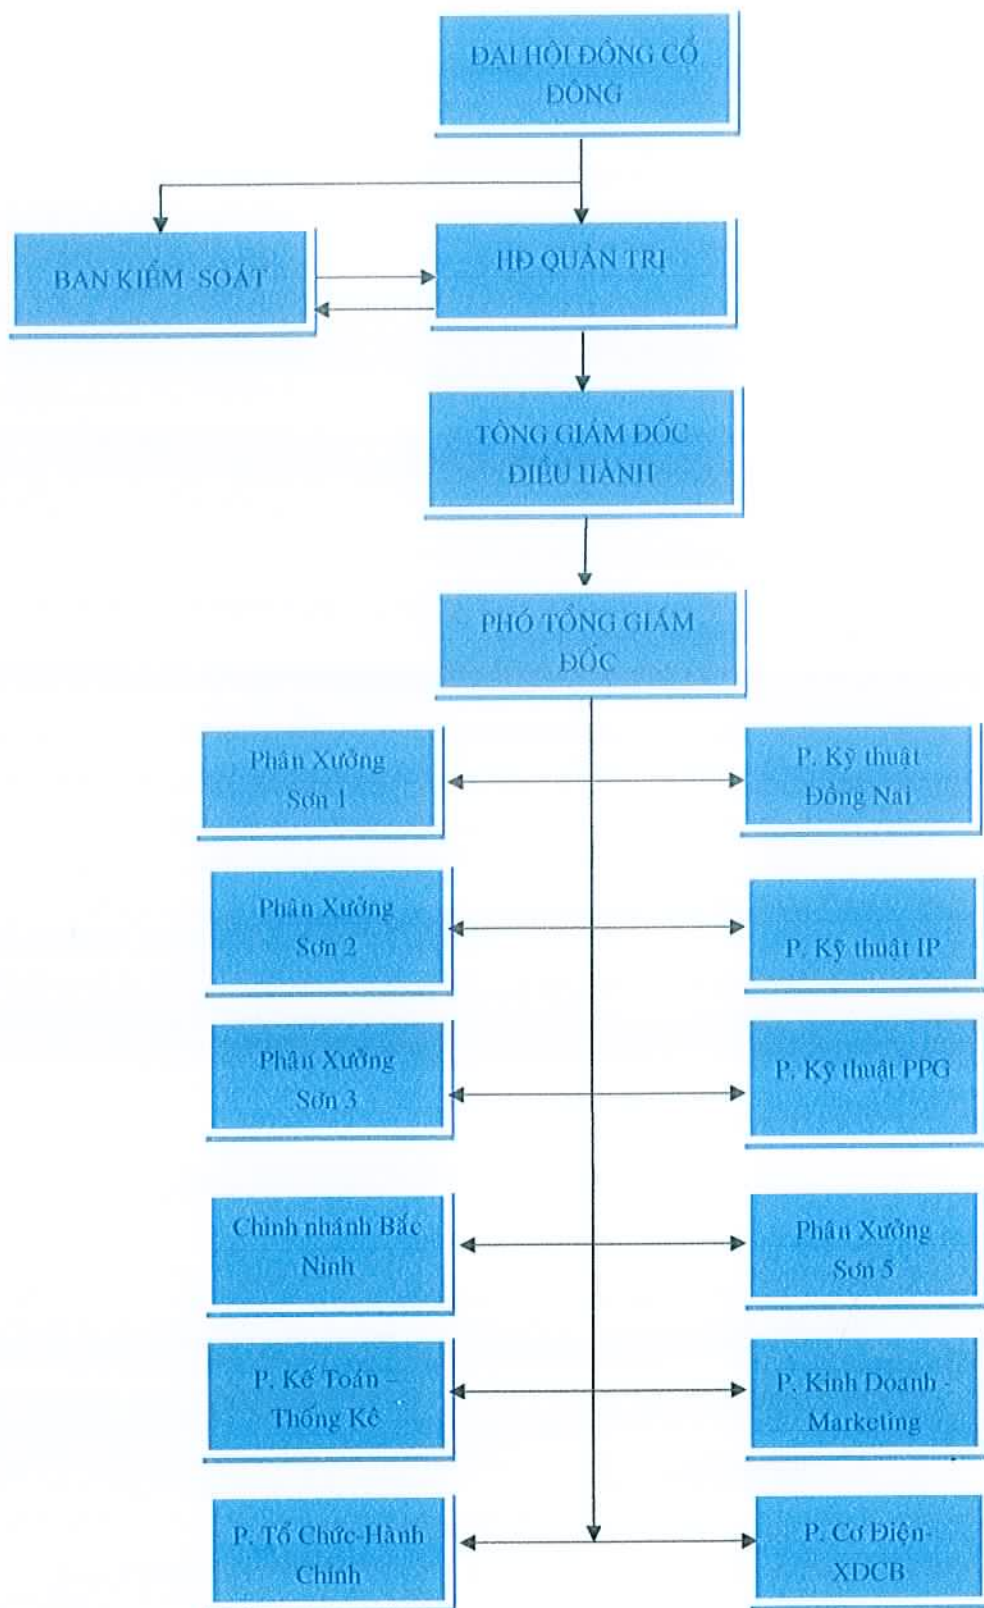 ĐẠI HỘI ĐỒNG CỔ
ĐÔNG
BAN KIỂM SOÁT
HĐ QUẢN TRỊ
TỔNG GIÁM ĐỐC
ĐIỀU HÀNH
PHÓ TỔNG GIÁM
ĐỐC
Phân Xưởng
Sơn 1
P. Kỹ thuật
Đồng Nai
Phân Xưởng
Sơn 2
P. Kỹ thuật IP
Phân Xưởng
Sơn 3
P. Kỹ thuật PPG
Chinh nhánh Bắc
Ninh
Phân Xưởng
Sơn 5
P. Kế Toán –
Thống Kê
P. Kinh Doanh -
Marketing
P. Tổ Chức-Hành
Chính
P. Cơ Điện-
XDCB